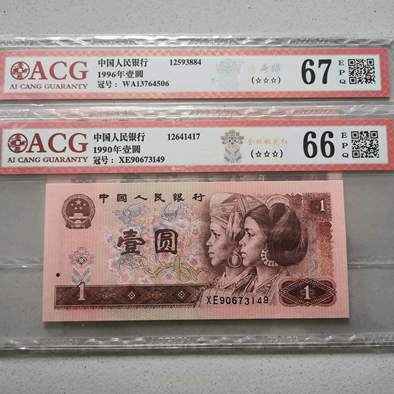 ACG
AI CANG GUARANTY
中国人民银行 12593884
1996年壹圆
冠号: WA13764506
(☆☆☆)
67 EPQ
ACG
AI CANG GUARANTY
中国人民银行 12641417
1990年壹圆
冠号: XE90673149
(☆☆☆)
66 EPQ
中国人民银行
1
壹圆
XE90673149
1
1